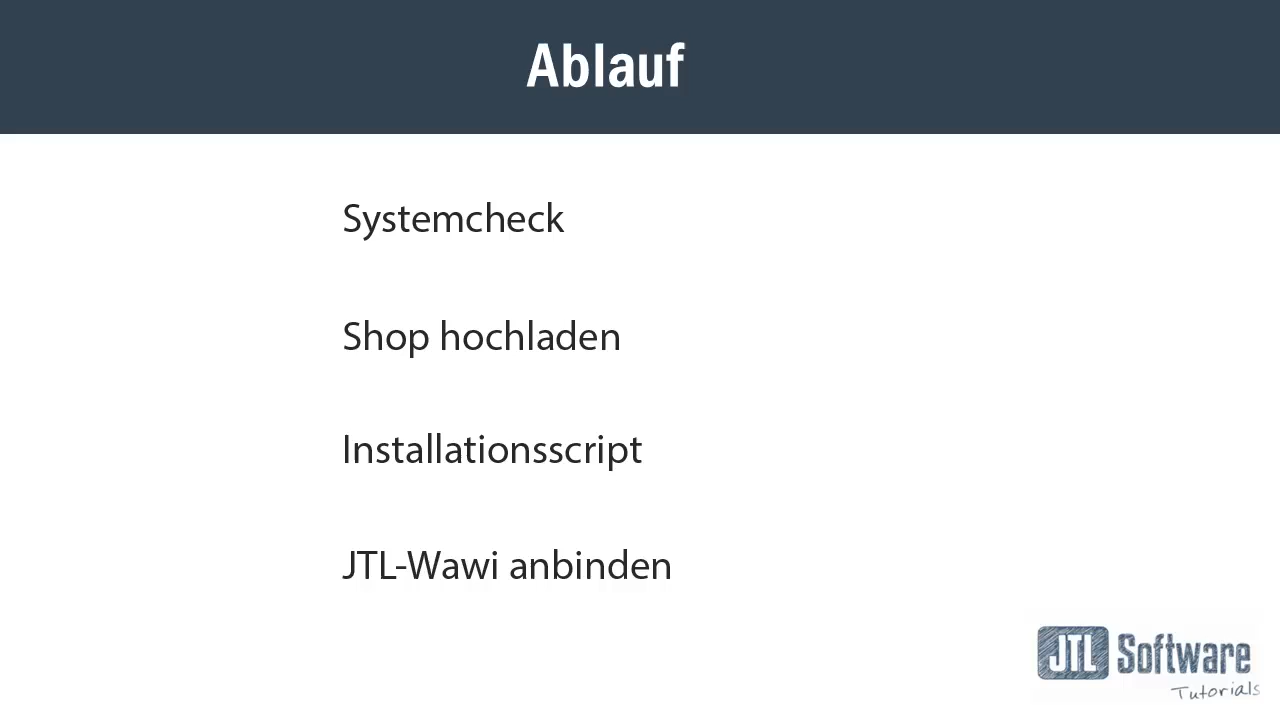 Ablauf
Systemcheck
Shop hochladen
Installationsscript
JTL-Wawi anbinden
JTL Software
Tutorials